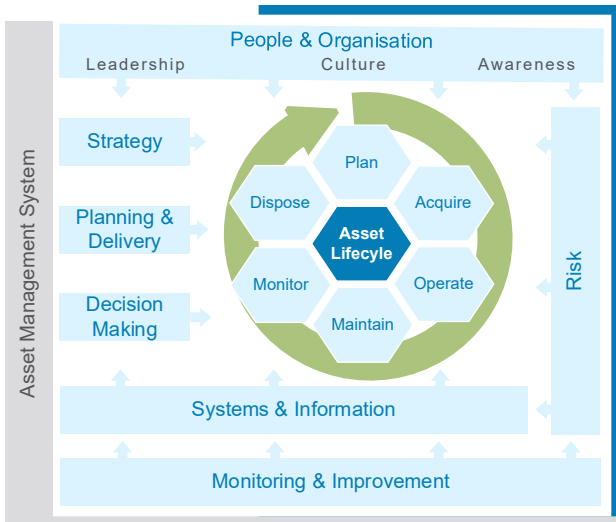 People & Organisation
Leadership Culture Awareness
Asset Management System
Strategy
Planning &
Delivery
Decision
Making
Plan
Acquire
Operate
Maintain
Monitor
Dispose
Asset
Lifecyle
Risk
Systems & Information
Monitoring & Improvement